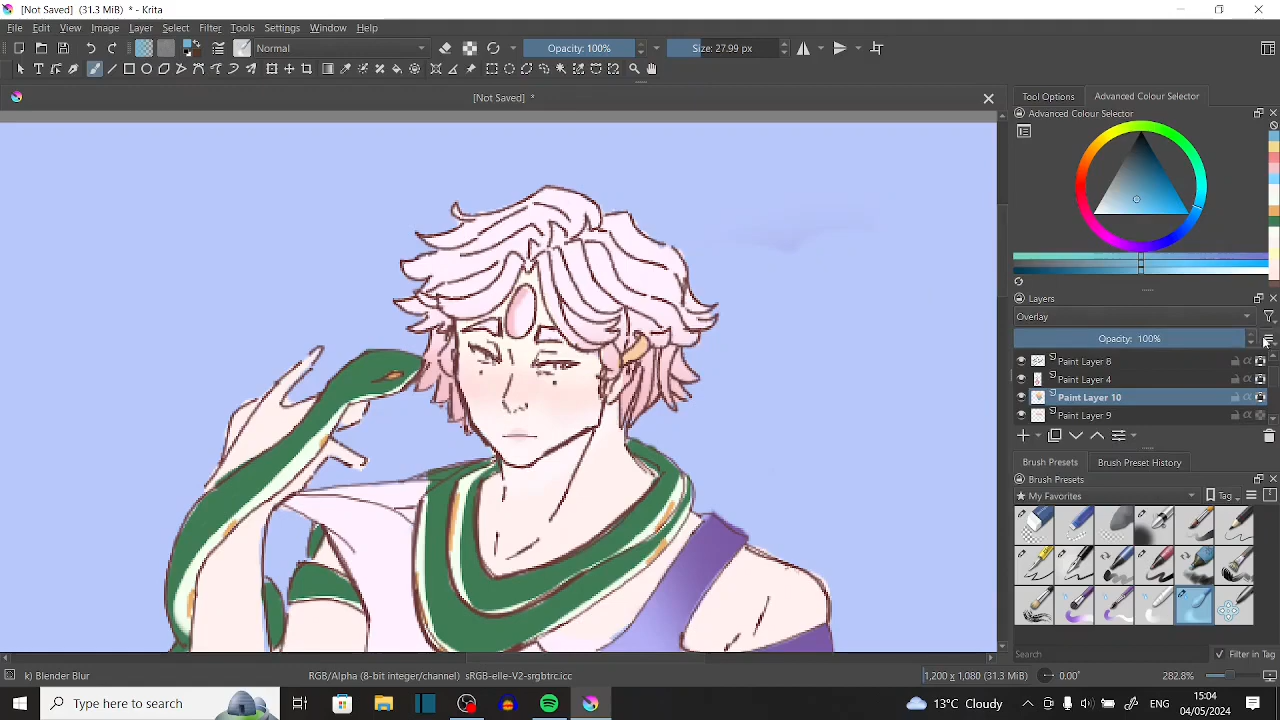 [Not Saved] (31.3 MiB) * - Krita
File Edit View Image Layer Select Filter Tools Settings Window Help
Normal Opacity: 100% Size: 27.99 px
[Not Saved] *
Tool Options Advanced Colour Selector
Advanced Colour Selector
Layers
Overlay
Opacity: 100%
Paint Layer 8
Paint Layer 4
Paint Layer 10
Paint Layer 9
Brush Presets Brush Preset History
Brush Presets
My Favorites Tag
Search Filter in Tag
k) Blender Blur RGB/Alpha (8-bit integer/channel) sRGB-elle-V2-srgbtrc.icc 1,200 x 1,080 (31.3 MiB) 0.00° 282.8%
Type here to search 13°C Cloudy ENG 15:04
04/05/2024